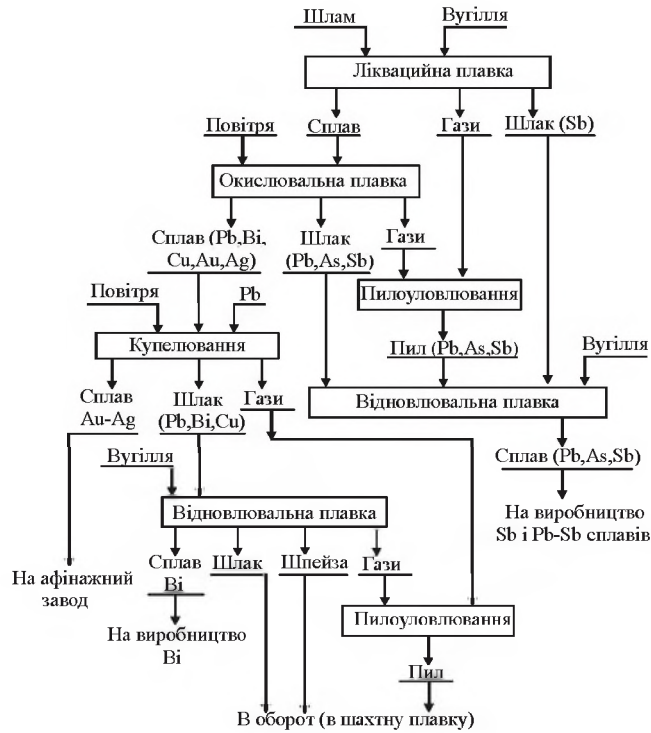 Шлам Вугілля
Ліквацийна плавка
Повітря Сплав Гази Шлак (Sb)
Окислювальна плавка
Сплав (Pb,Bi,
Cu,Au,Ag)
Шлак
(Pb,As,Sb)
Гази
Пилоуловлювання
Повітря Pb
Купелювання
Пил (Pb,As,Sb)
Вугілля
Відновлювальна плавка
Сплав
Au-Ag
Шлак
(Pb,Bi,Cu)
Гази
Сплав (Pb,As,Sb)
Вугілля
На виробництво
Sb і Pb-Sb сплавів
Відновлювальна плавка
На афінажний
завод
Сплав
Bi
Шлак
Шпейза
Гази
На виробництво
Bi
Пилоуловлювання
Пил
В оборот (в шахтну плавку)